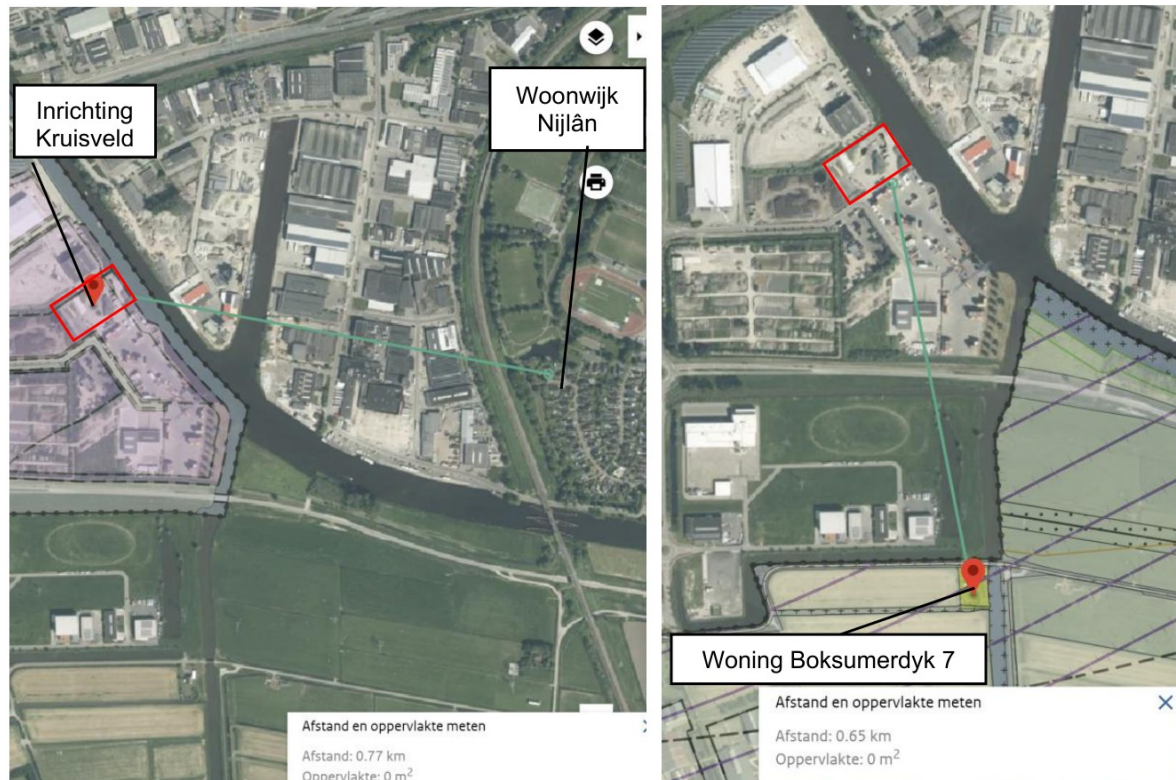 Inrichting
Kruisveld
Woonwijk
Nijlân
Afstand en oppervlakte meten
Afstand: 0.77 km
Oppervlakte: 0 m²
Woning Boksumerdyk 7
Afstand en oppervlakte meten
Afstand: 0.65 km
Oppervlakte: 0 m²